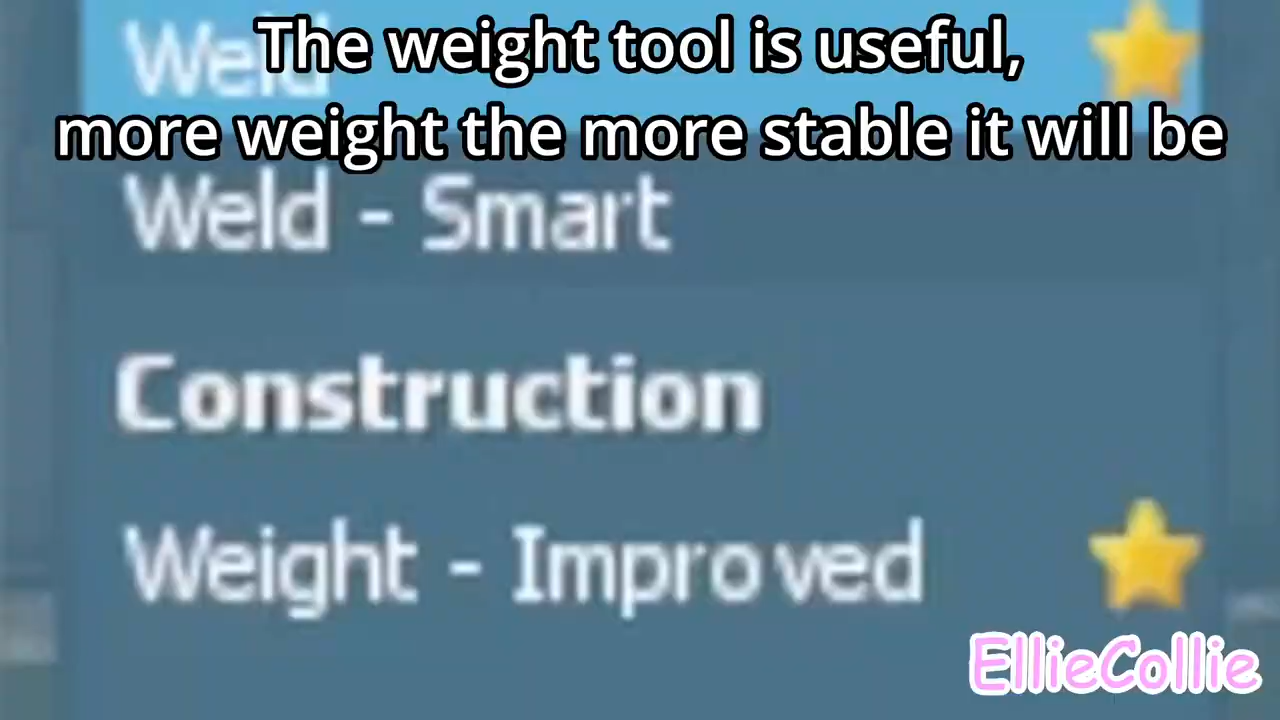 The weight tool is useful,
more weight the more stable it will be
Weld
Weld - Smart
Construction
Weight - Improved
EllieCollie